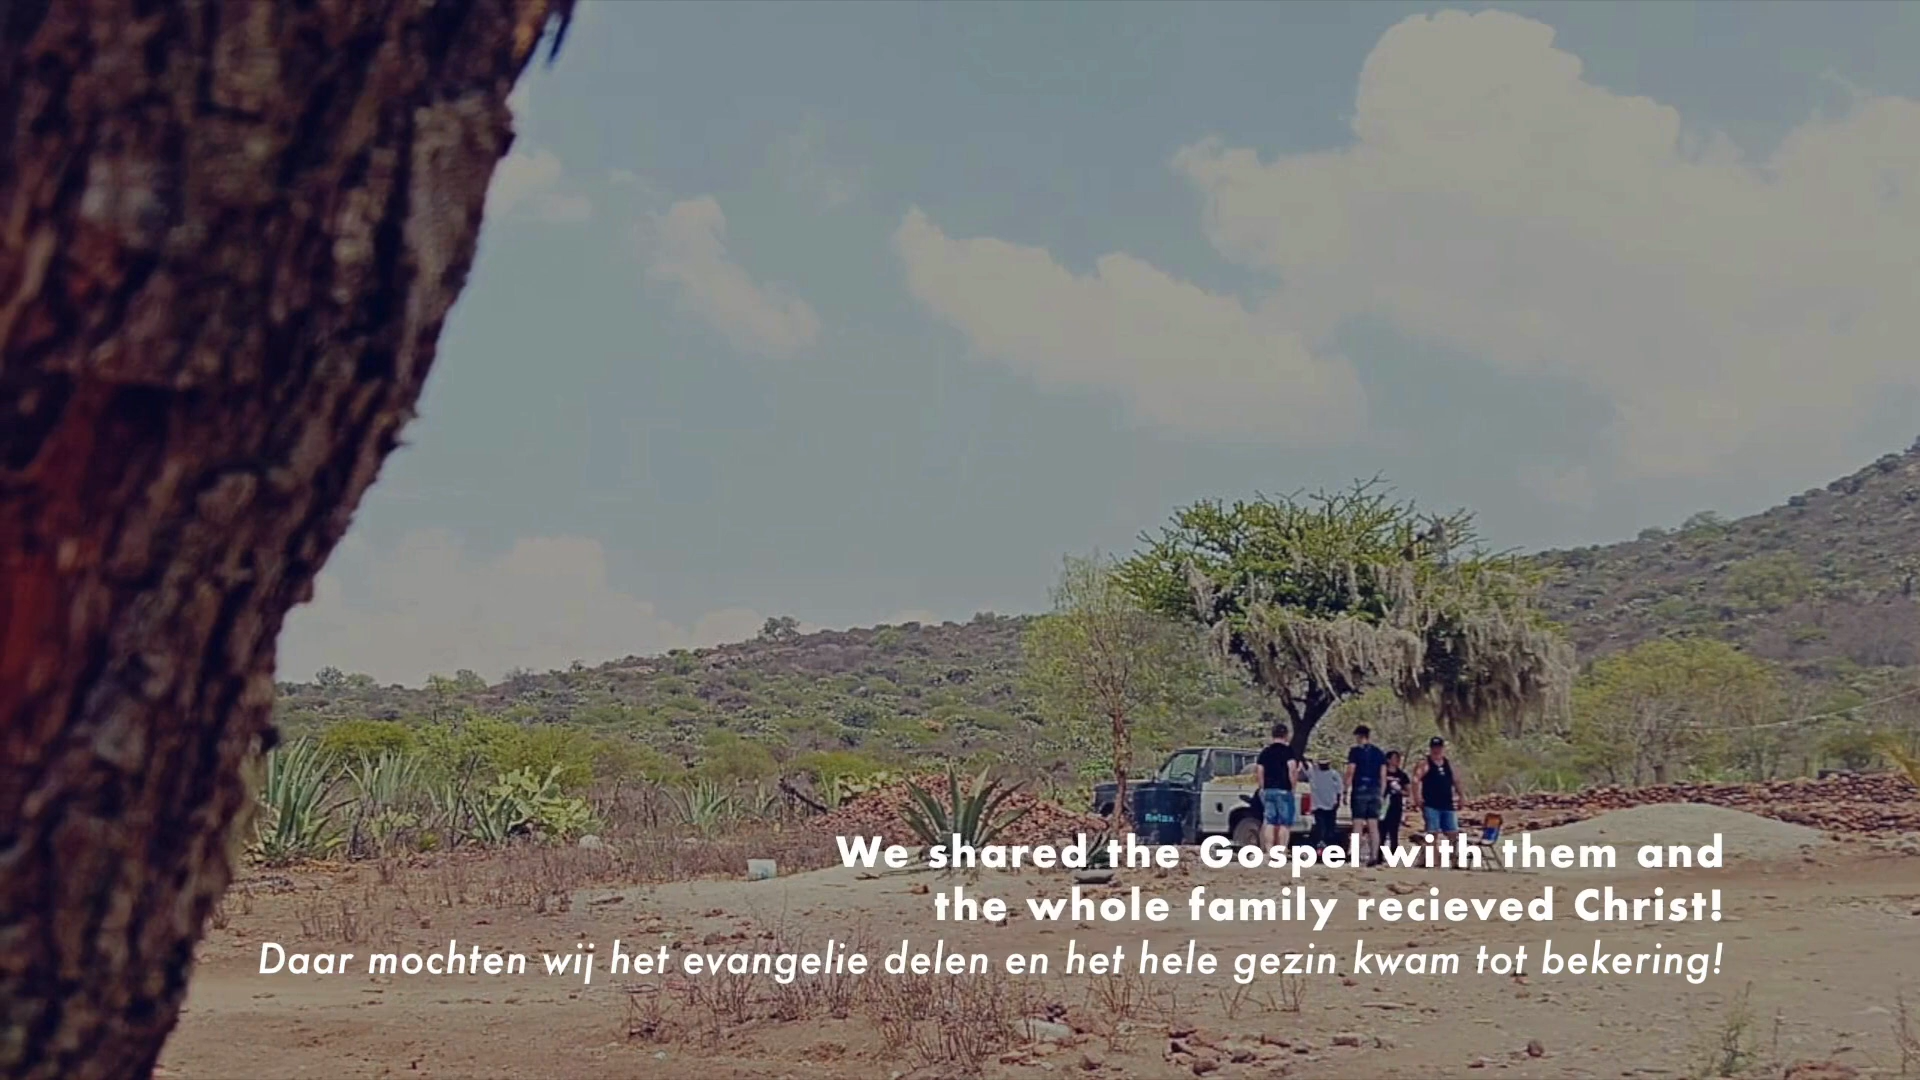 Relax
We shared the Gospel with them and
the whole family recieved Christ!
Daar mochten wij het evangelie delen en het hele gezin kwam tot bekering!